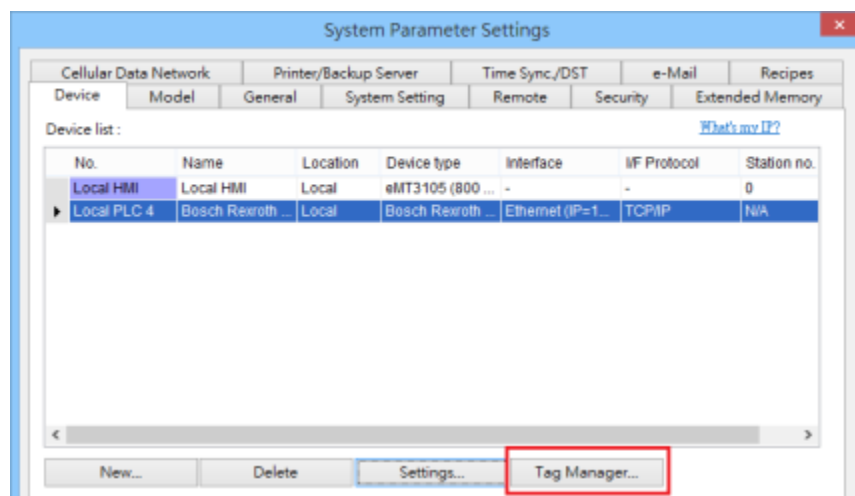 System Parameter Settings
Cellular Data Network Printer/Backup Server Time Sync./DST e-Mail Recipes
Device Model General System Setting Remote Security Extended Memory
Device list : What's my IP?
No. Name Location Device type Interface I/F Protocol Station no.
Local HMI Local HMI Local eMT3105 (800 ... - - 0
Local PLC 4 Bosch Rexroth ... Local Bosch Rexroth ... Ethernet (IP=1... TCP/IP N/A
New... Delete Settings... Tag Manager...